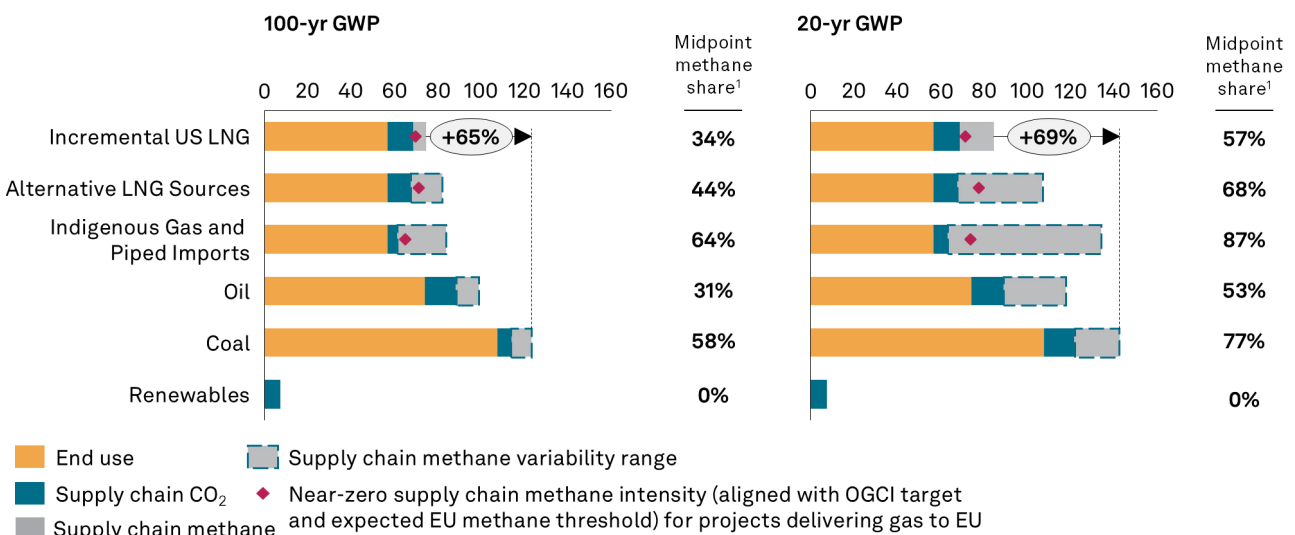 100-yr GWP
20-yr GWP
Midpoint
methane
share¹
Midpoint
methane
share¹
0 20 40 60 80 100 120 140 160
0 20 40 60 80 100 120 140 160
Incremental US LNG +65% 34% +69% 57%
Alternative LNG Sources 44% 68%
Indigenous Gas and
Piped Imports 64% 87%
Oil 31% 53%
Coal 58% 77%
Renewables 0% 0%
End use
Supply chain methane variability range
Supply chain CO₂
Near-zero supply chain methane intensity (aligned with OGCI target
and expected EU methane threshold) for projects delivering gas to EU
Supply chain methane